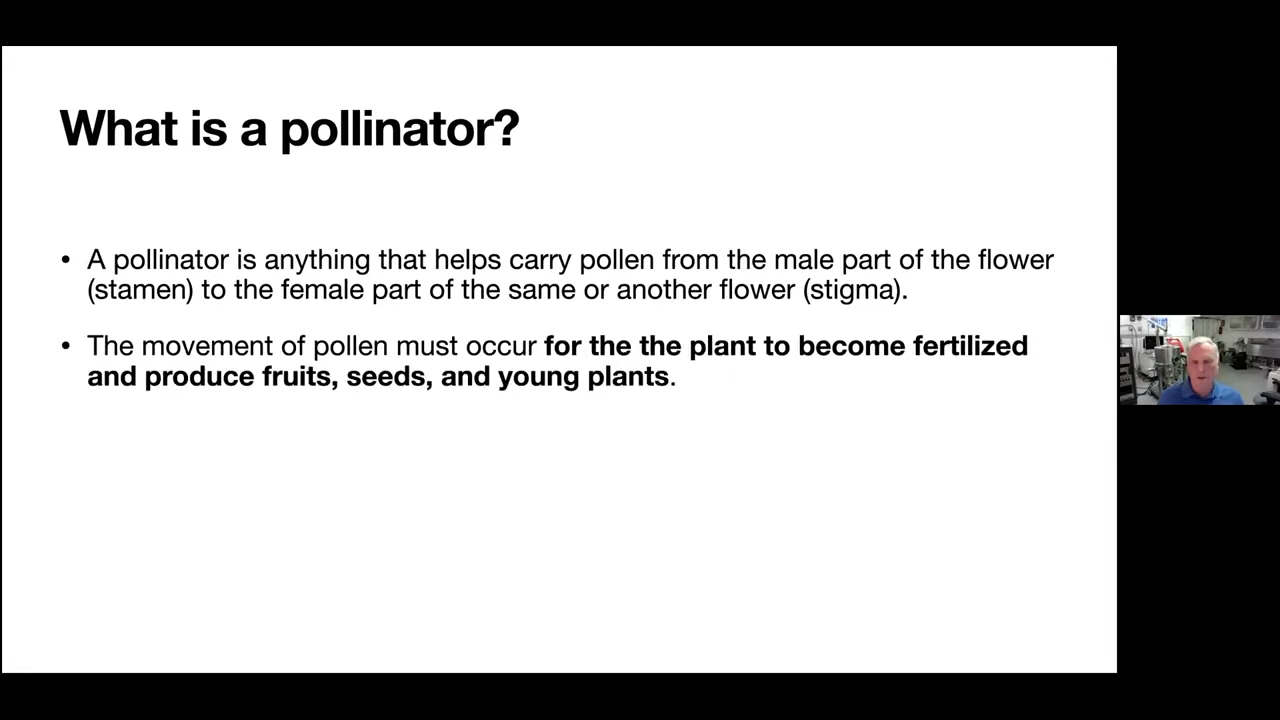 What is a pollinator?
• A pollinator is anything that helps carry pollen from the male part of the flower
(stamen) to the female part of the same or another flower (stigma).
• The movement of pollen must occur for the the plant to become fertilized
and produce fruits, seeds, and young plants.